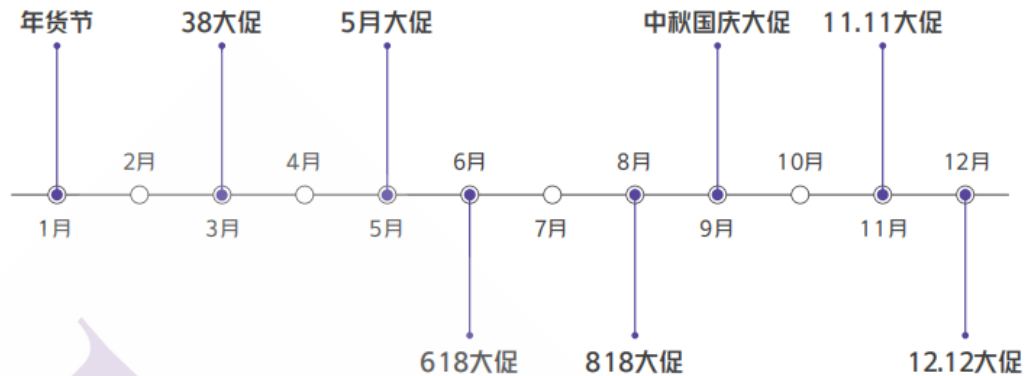 年货节 38大促 5月大促 中秋国庆大促 11.11大促
2月 4月 6月 8月 10月 12月
1月 3月 5月 7月 9月 11月
618大促 818大促 12.12大促